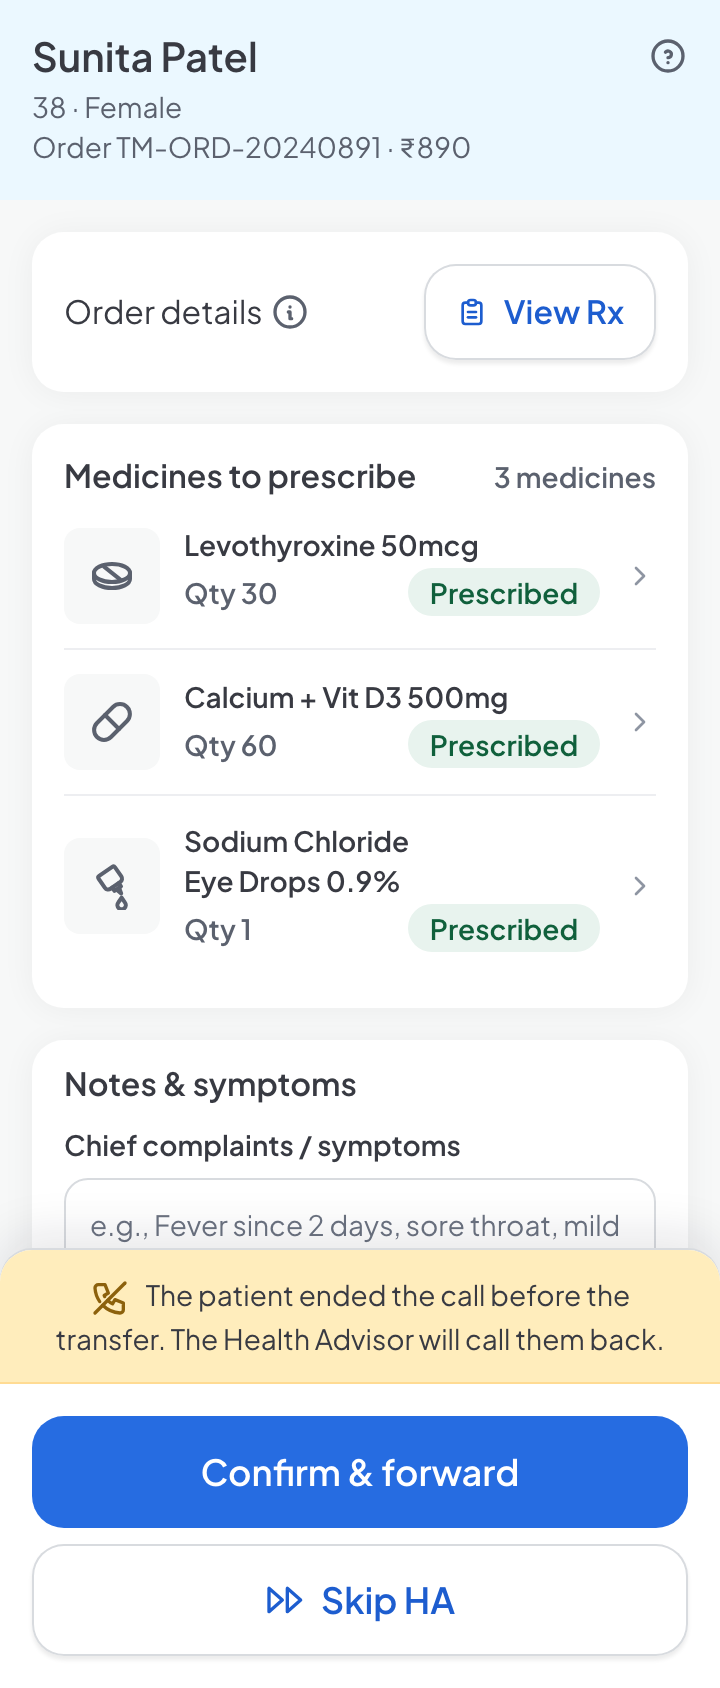 Sunita Patel
38 · Female
Order TM-ORD-20240891 · ₹890
Order details
View Rx
Medicines to prescribe
3 medicines
Levothyroxine 50mcg
Qty 30
Prescribed
Calcium + Vit D3 500mg
Qty 60
Prescribed
Sodium Chloride
Eye Drops 0.9%
Qty 1
Prescribed
Notes & symptoms
Chief complaints / symptoms
e.g., Fever since 2 days, sore throat, mild
The patient ended the call before the
transfer. The Health Advisor will call them back.
Confirm & forward
Skip HA